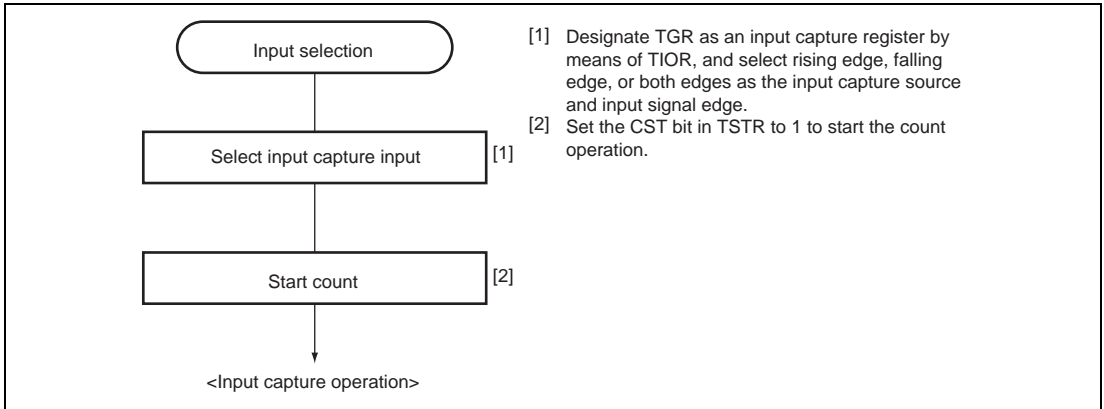 Input selection
Select input capture input
[1]
Start count
[2]
<Input capture operation>
[1] Designate TGR as an input capture register by
means of TIOR, and select rising edge, falling
edge, or both edges as the input capture source
and input signal edge.
[2] Set the CST bit in TSTR to 1 to start the count
operation.